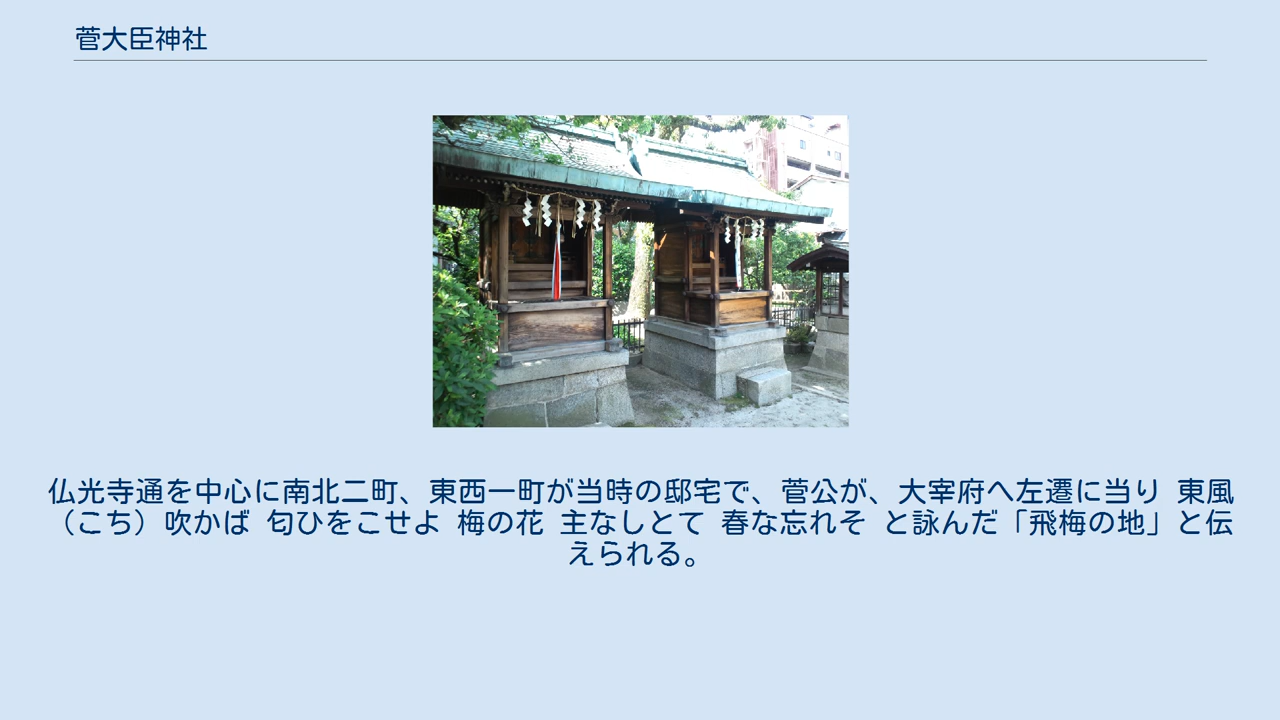 菅大臣神社
仏光寺通を中心に南北二町、東西一町が当時の邸宅で、菅公が、大宰府へ左遷に当り 東風
（こち）吹かば 匂ひをこせよ 梅の花 主なしとて 春な忘れそ と詠んだ「飛梅の地」と伝
えられる。